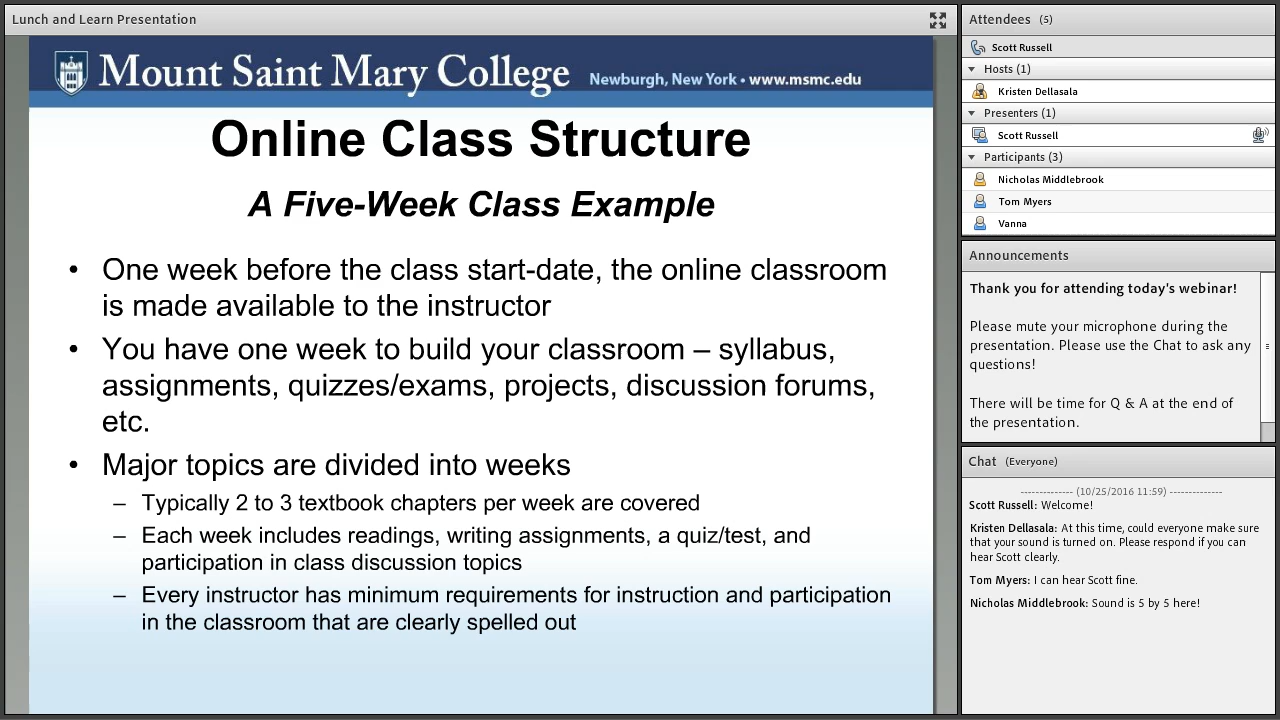 Lunch and Learn Presentation
Mount Saint Mary College Newburgh, New York • www.msmc.edu
Online Class Structure
A Five-Week Class Example
• One week before the class start-date, the online classroom
is made available to the instructor
• You have one week to build your classroom – syllabus,
assignments, quizzes/exams, projects, discussion forums,
etc.
• Major topics are divided into weeks
– Typically 2 to 3 textbook chapters per week are covered
– Each week includes readings, writing assignments, a quiz/test, and
participation in class discussion topics
– Every instructor has minimum requirements for instruction and participation
in the classroom that are clearly spelled out
Attendees (5)
Scott Russell
Hosts (1)
Kristen Dellasala
Presenters (1)
Scott Russell
Participants (3)
Nicholas Middlebrook
Tom Myers
Vanna
Announcements
Thank you for attending today's webinar!
Please mute your microphone during the
presentation. Please use the Chat to ask any
questions!
There will be time for Q & A at the end of
the presentation.
Chat (Everyone)
-------------- (10/25/2016 11:59) --------------
Scott Russell: Welcome!
Kristen Dellasala: At this time, could everyone make sure
that your sound is turned on. Please respond if you can
hear Scott clearly.
Tom Myers: I can hear Scott fine.
Nicholas Middlebrook: Sound is 5 by 5 here!